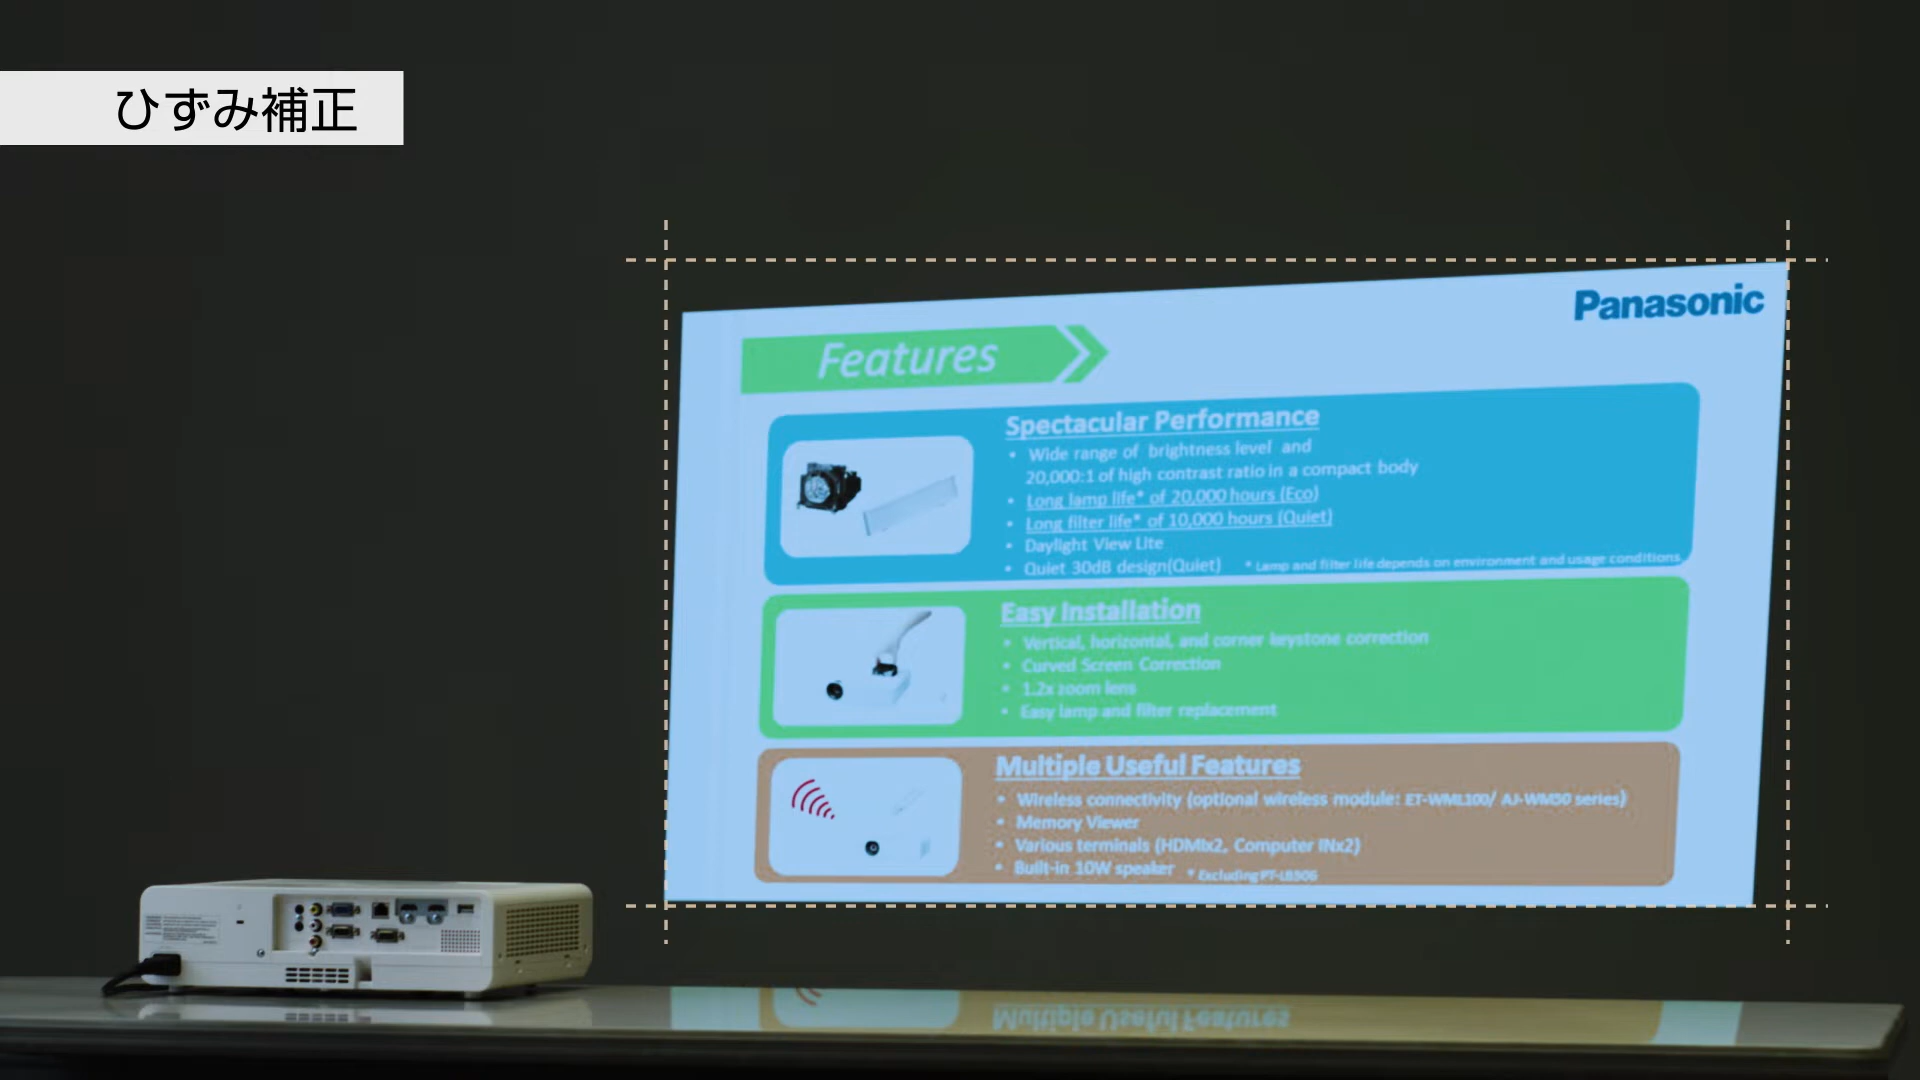 ひずみ補正
Panasonic
Features
Spectacular Performance
• Wide range of brightness level and
20,000:1 of high contrast ratio in a compact body
• Long lamp life* of 20,000 hours (Eco)
• Long filter life* of 10,000 hours (Quiet)
• Daylight View Lite
• Quiet 30dB design(Quiet) * Lamp and filter life depends on environment and usage conditions.
Easy Installation
• Vertical, horizontal, and corner keystone correction
• Curved Screen Correction
• 1.2x zoom lens
• Easy lamp and filter replacement
Multiple Useful Features
• Wireless connectivity (optional wireless module: ET-WML100/ AJ-WM50 series)
• Memory Viewer
• Various terminals (HDMIx2, Computer INx2)
• Built-in 10W speaker * Excluding PT-LB306
Multiple Useful Features